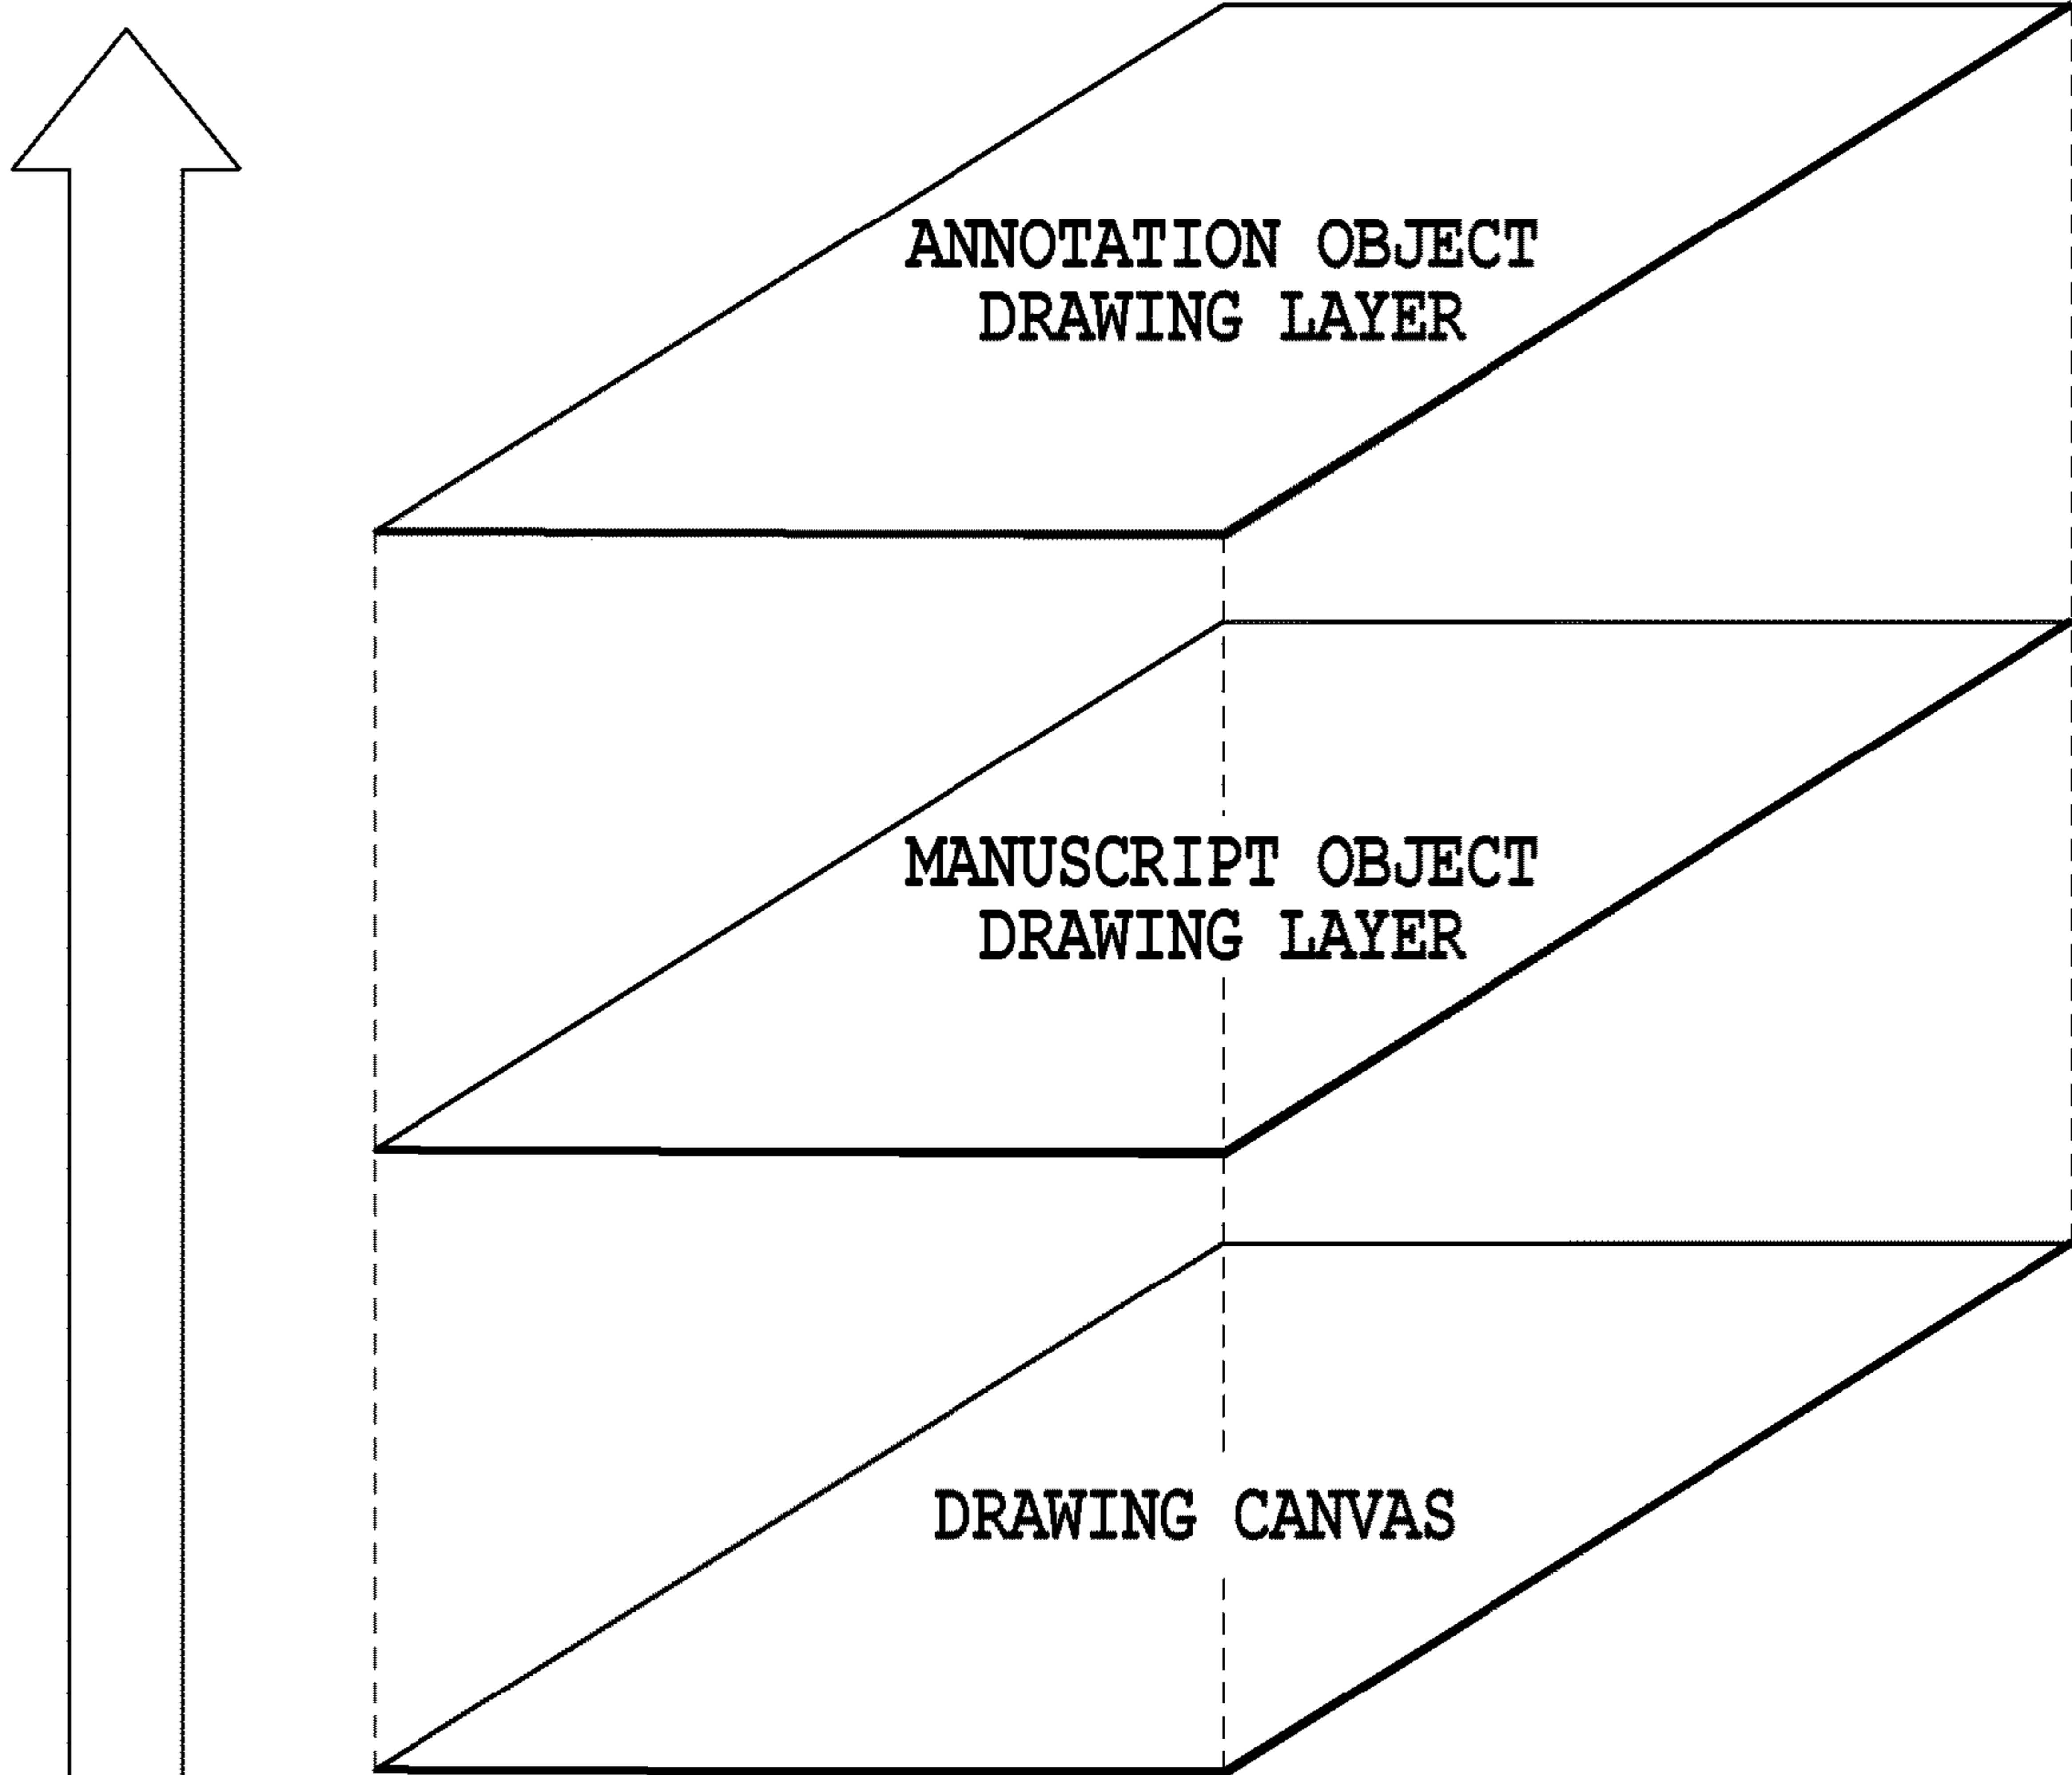 ANNOTATION OBJECT
DRAWING LAYER
MANUSCRIPT OBJECT
DRAWING LAYER
DRAWING CANVAS